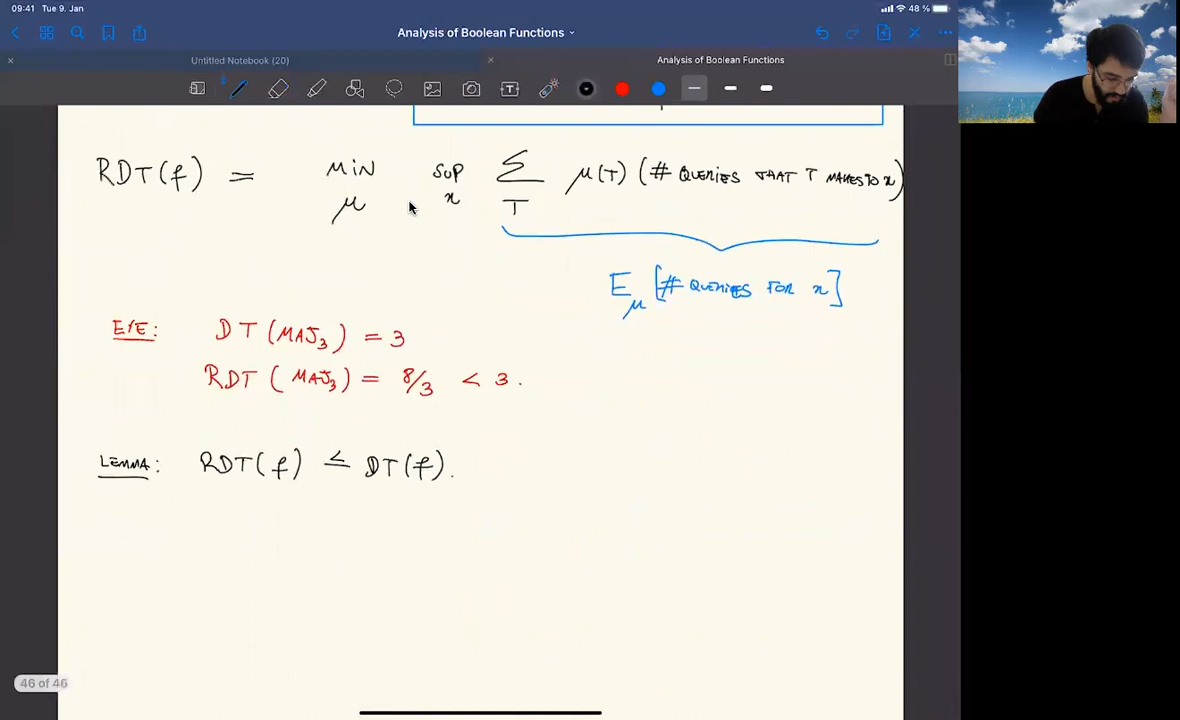 09:41 Tue 9. Jan 48 %
Analysis of Boolean Functions
Untitled Notebook (20) Analysis of Boolean Functions
RDT(f) = MIN μ SUP x Σ T μ(T) (# QUERIES THAT T MAKES TO x)
E μ [# QUERIES FOR x]
E/E: DT(MAJ₃) = 3
RDT(MAJ₃) = 8/3 < 3.
LEMMA: RDT(f) ≤ DT(f).
46 of 46